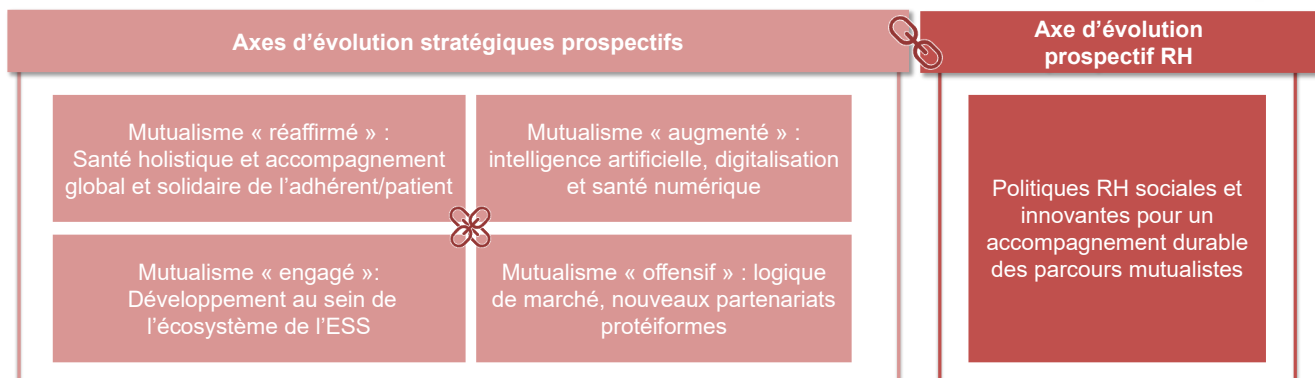 Axes d’évolution stratégiques prospectifs
Axe d’évolution
prospectif RH
Mutualisme « réaffirmé » :
Santé holistique et accompagnement
global et solidaire de l’adhérent/patient
Mutualisme « augmenté » :
intelligence artificielle, digitalisation
et santé numérique
Mutualisme « engagé »:
Développement au sein de
l’écosystème de l’ESS
Mutualisme « offensif » : logique
de marché, nouveaux partenariats
protéiformes
Politiques RH sociales et
innovantes pour un
accompagnement durable
des parcours mutualistes